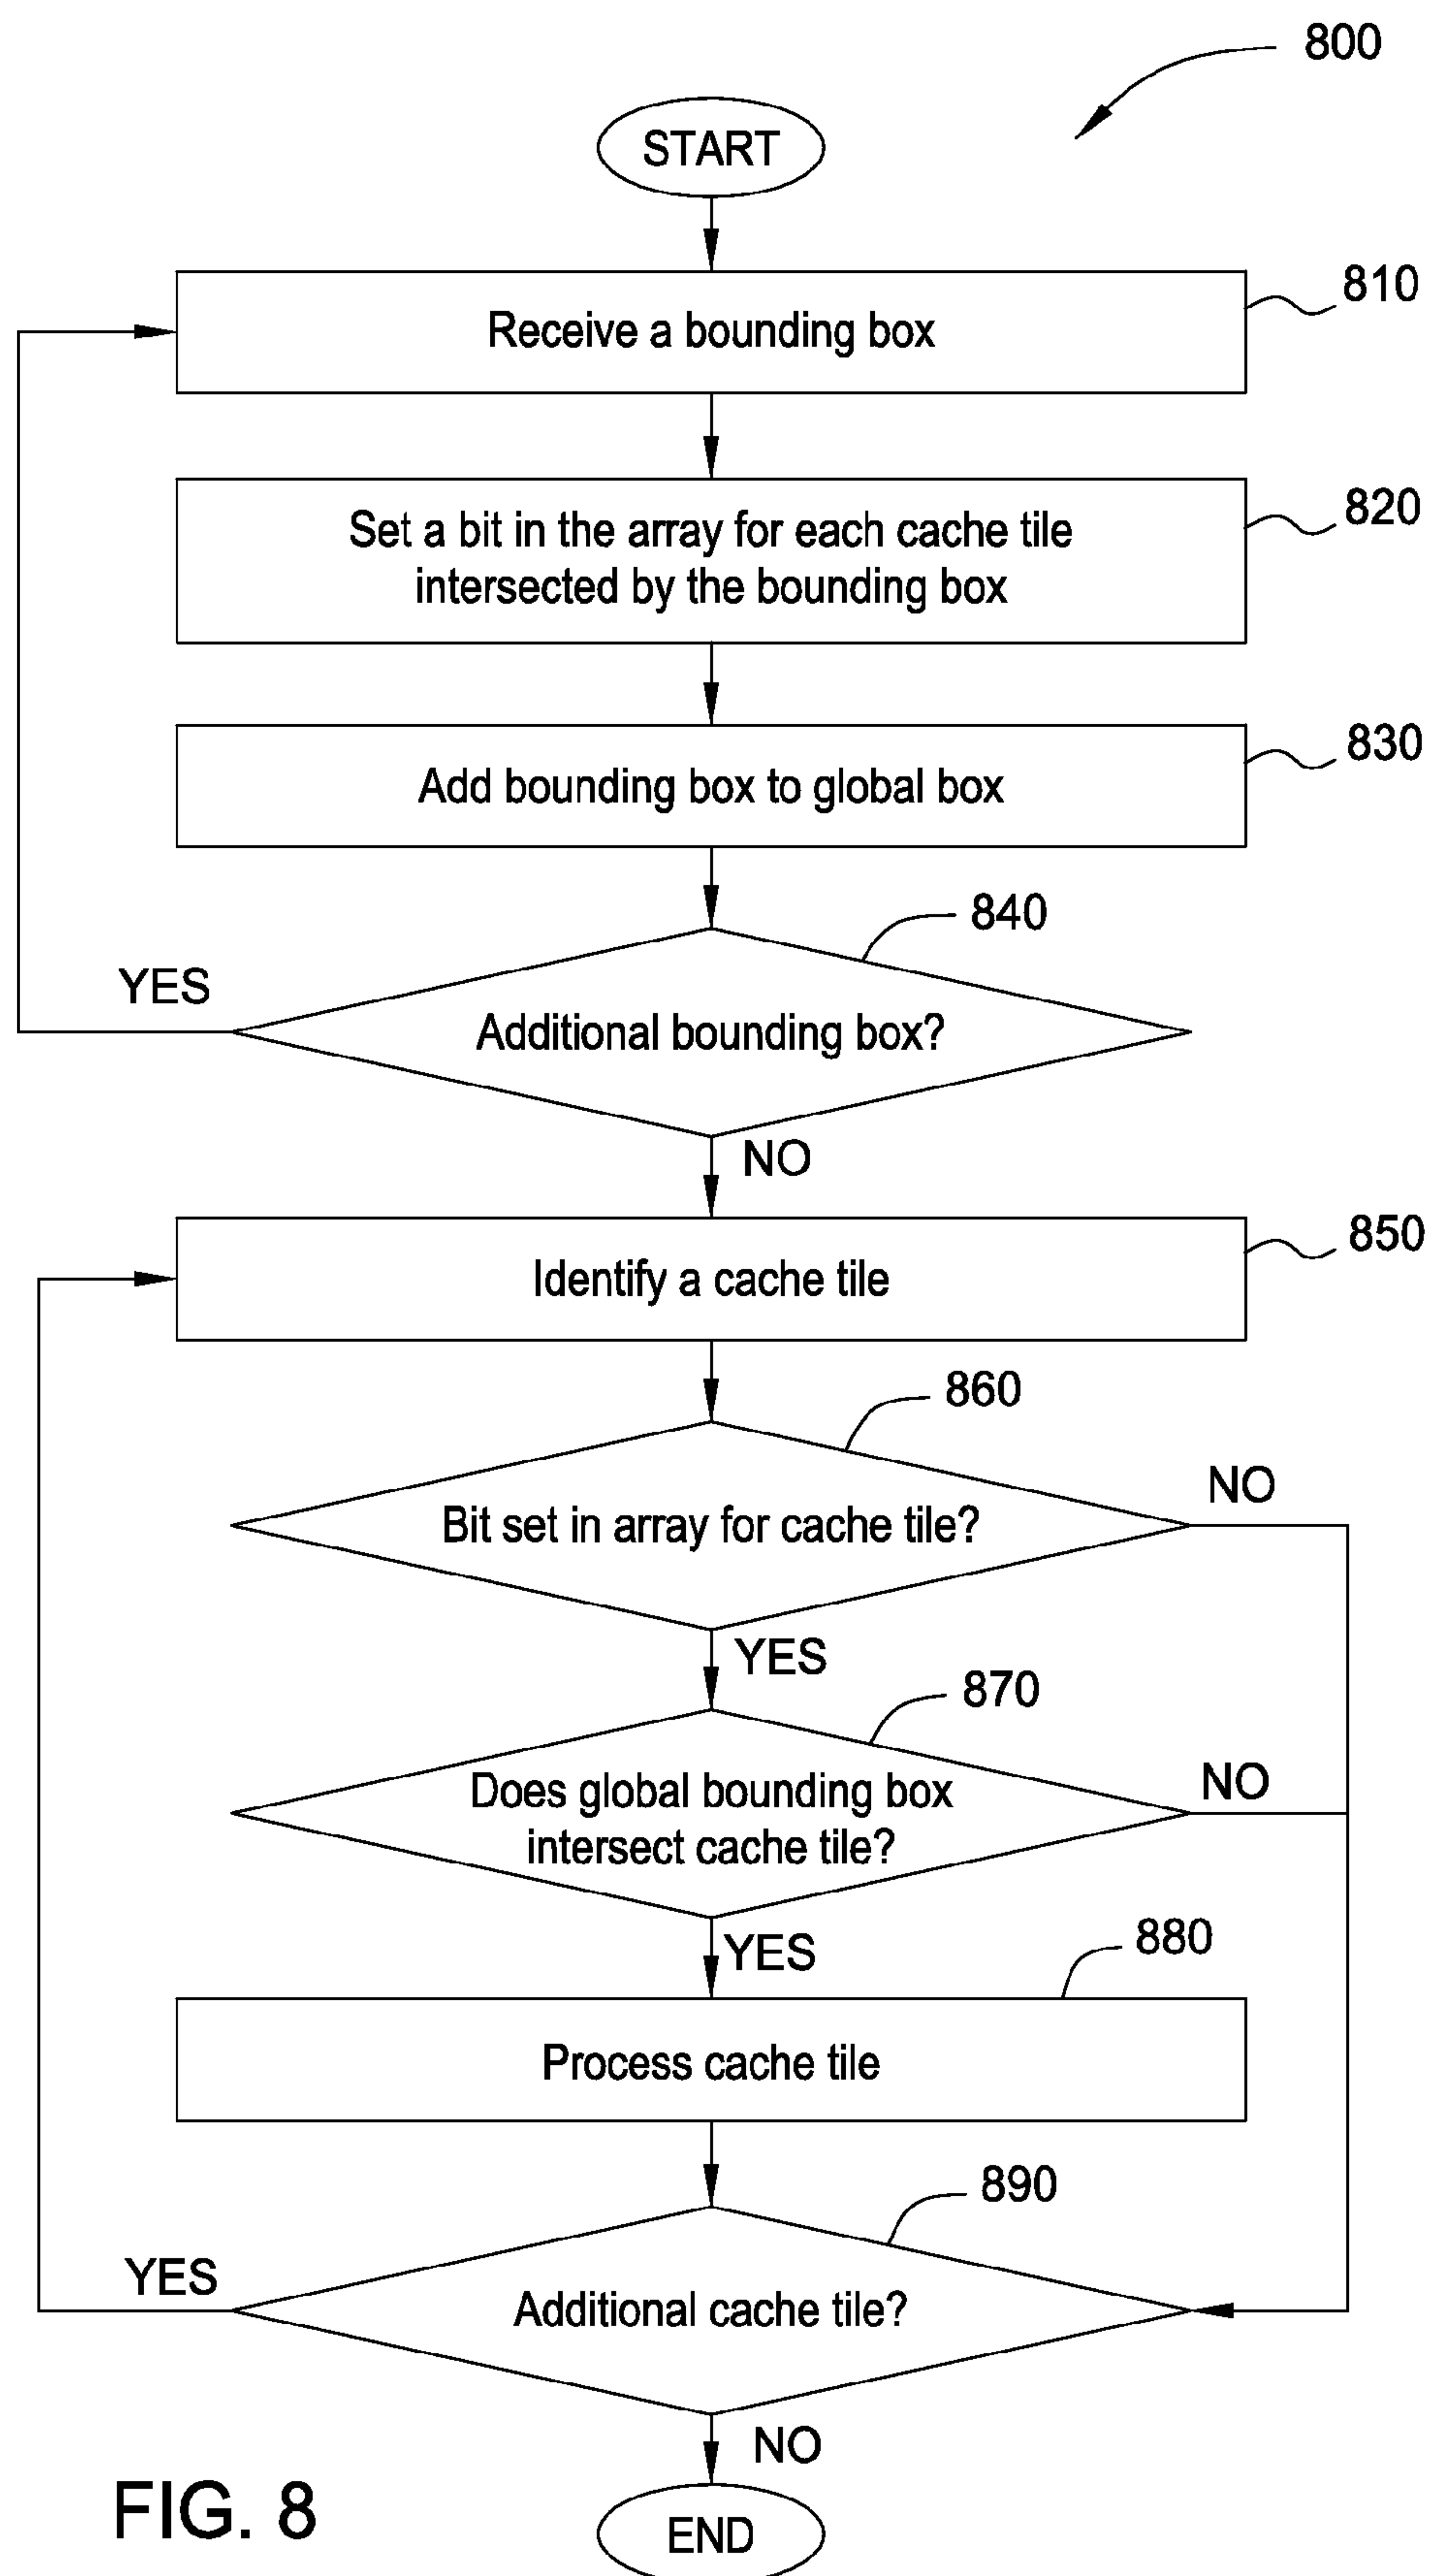 800
START
810
Receive a bounding box
820
Set a bit in the array for each cache tile
intersected by the bounding box
830
Add bounding box to global box
840
YES
Additional bounding box?
NO
850
Identify a cache tile
860
NO
Bit set in array for cache tile?
YES
870
NO
Does global bounding box
intersect cache tile?
YES
880
Process cache tile
890
YES
Additional cache tile?
NO
FIG. 8
END